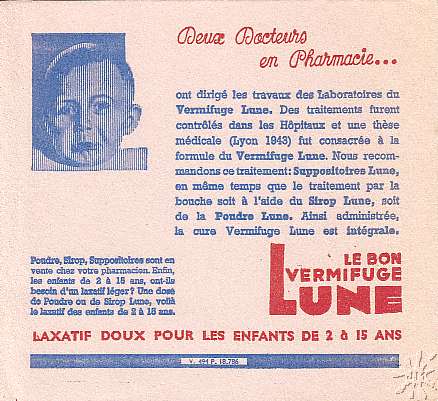 Deux Docteurs
en Pharmacie...
ont dirigé les travaux des Laboratoires du
Vermifuge Lune. Des traitements furent
contrôlés dans les Hôpitaux et une thèse
médicale (Lyon 1943) fut consacrée à la
formule du Vermifuge Lune. Nous recom-
mandons ce traitement: Suppositoires Lune,
en même temps que le traitement par la
bouche soit à l'aide du Sirop Lune, soit
de la Poudre Lune. Ainsi administrée,
la cure Vermifuge Lune est intégrale.
Poudre, Sirop, Suppositoires sont en
vente chez votre pharmacien. Enfin,
les enfants de 2 à 15 ans, ont-ils
besoin d'un laxatif léger? Une dose
de Poudre ou de Sirop Lune, voilà
le laxatif des enfants de 2 à 15 ans.
LE BON
VERMIFUGE
LUNE
LAXATIF DOUX POUR LES ENFANTS DE 2 à 15 ANS
V. 494 P. 18.786